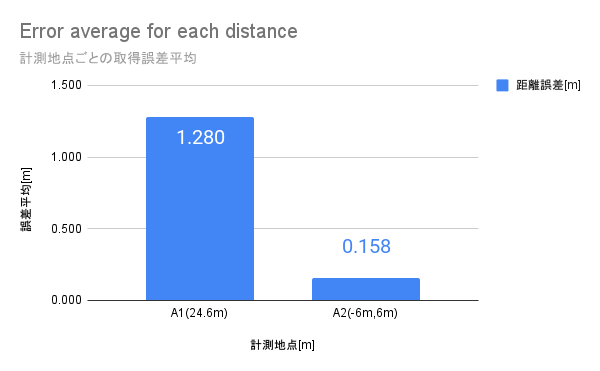 Error average for each distance
計測地点ごとの取得誤差平均
距離誤差[m]
誤差平均[m]
1.500
1.000
0.500
0.000
1.280
0.158
A1(24.6m)
A2(-6m,6m)
計測地点[m]